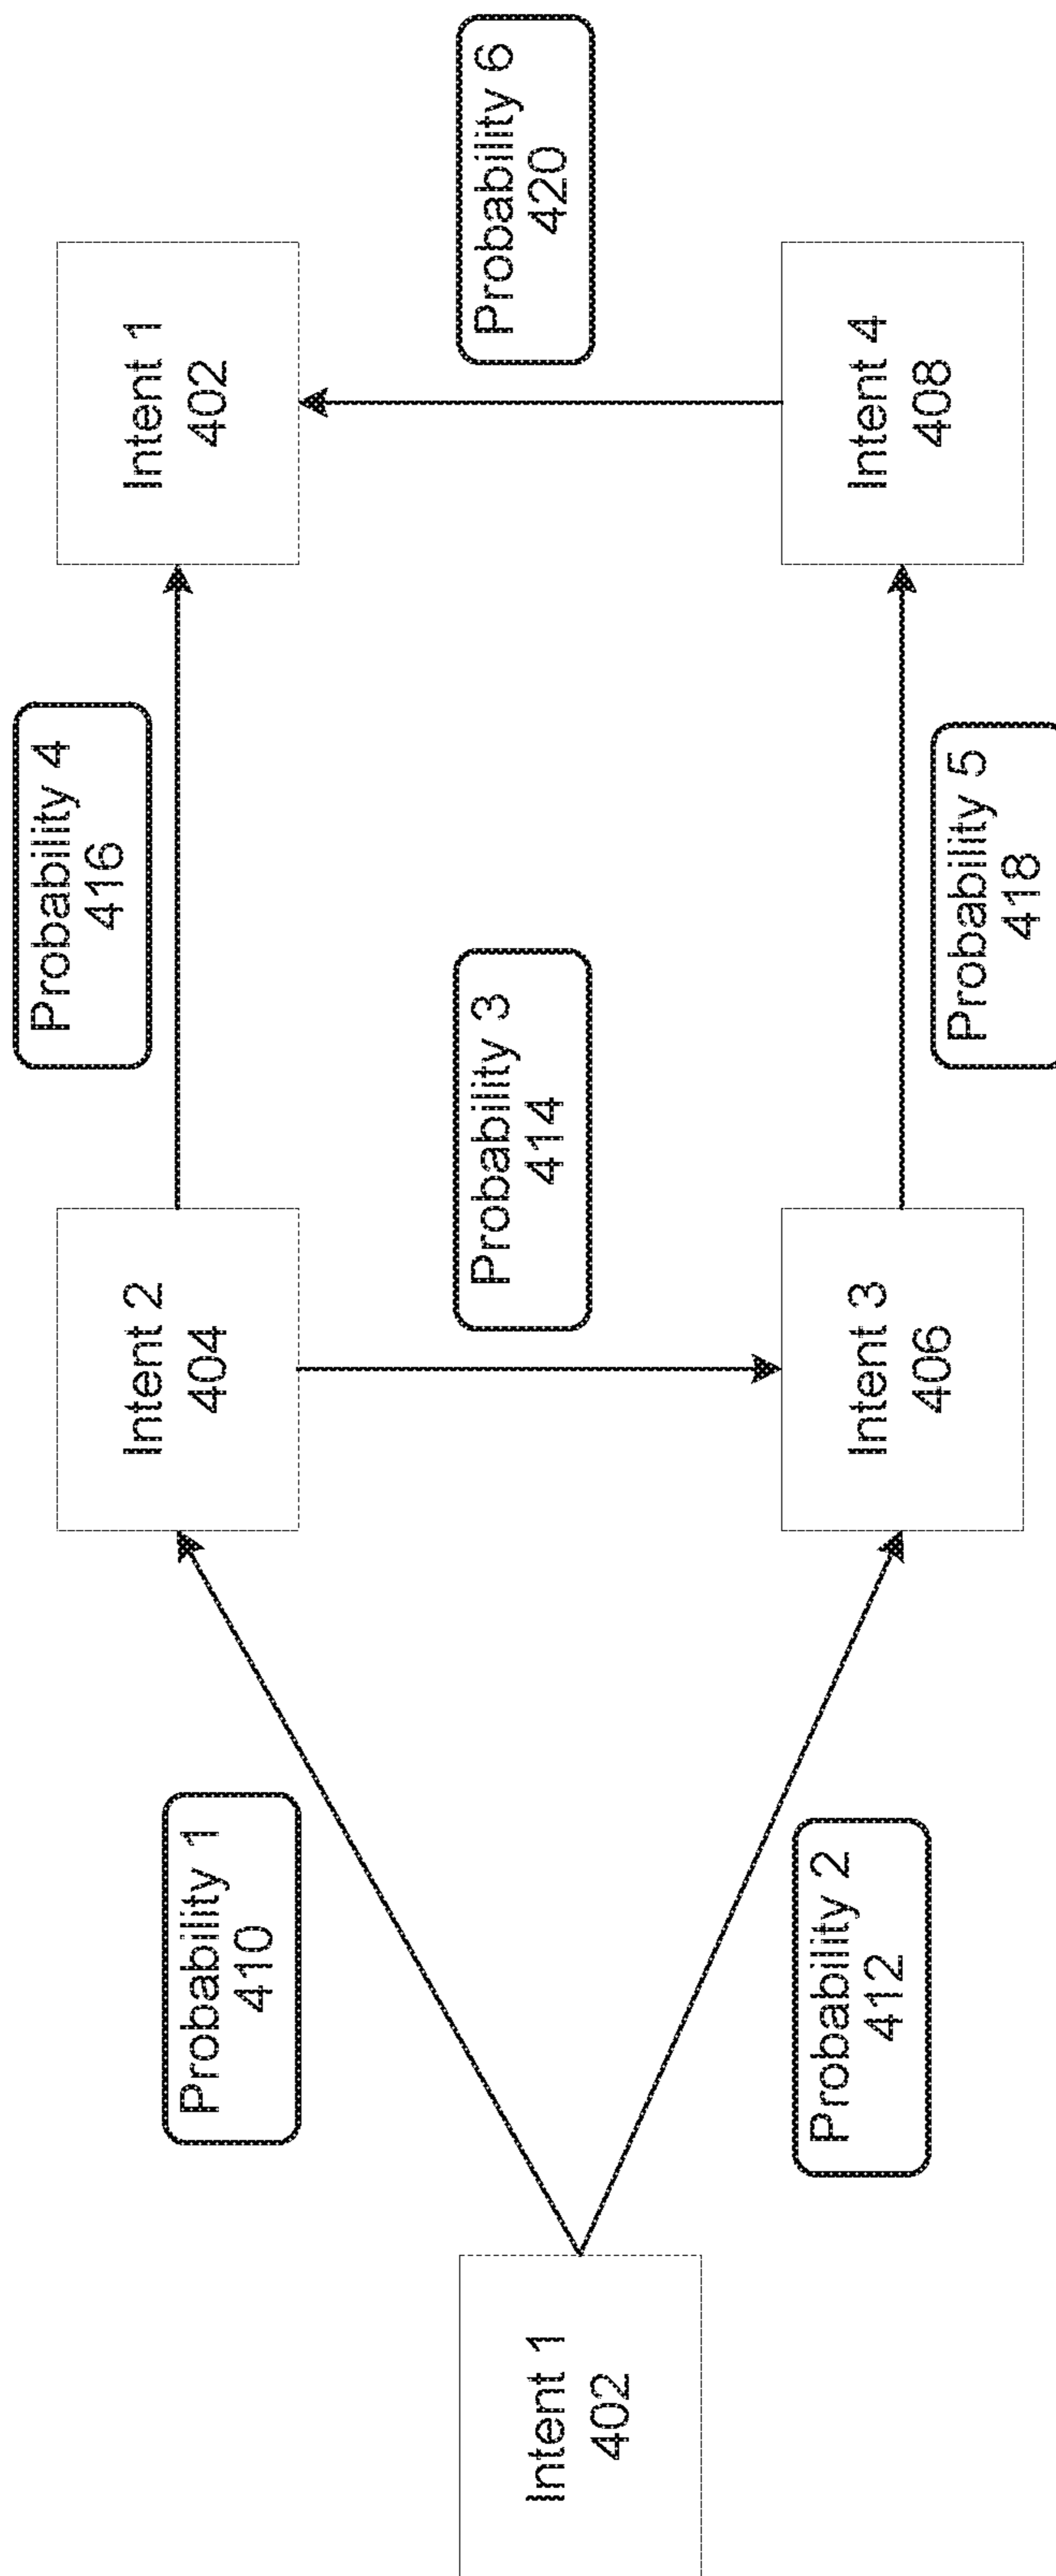 Intent 1
402
Probability 1
410
Probability 2
412
Intent 2
404
Probability 3
414
Intent 3
406
Probability 4
416
Probability 5
418
Intent 1
402
Probability 6
420
Intent 4
408